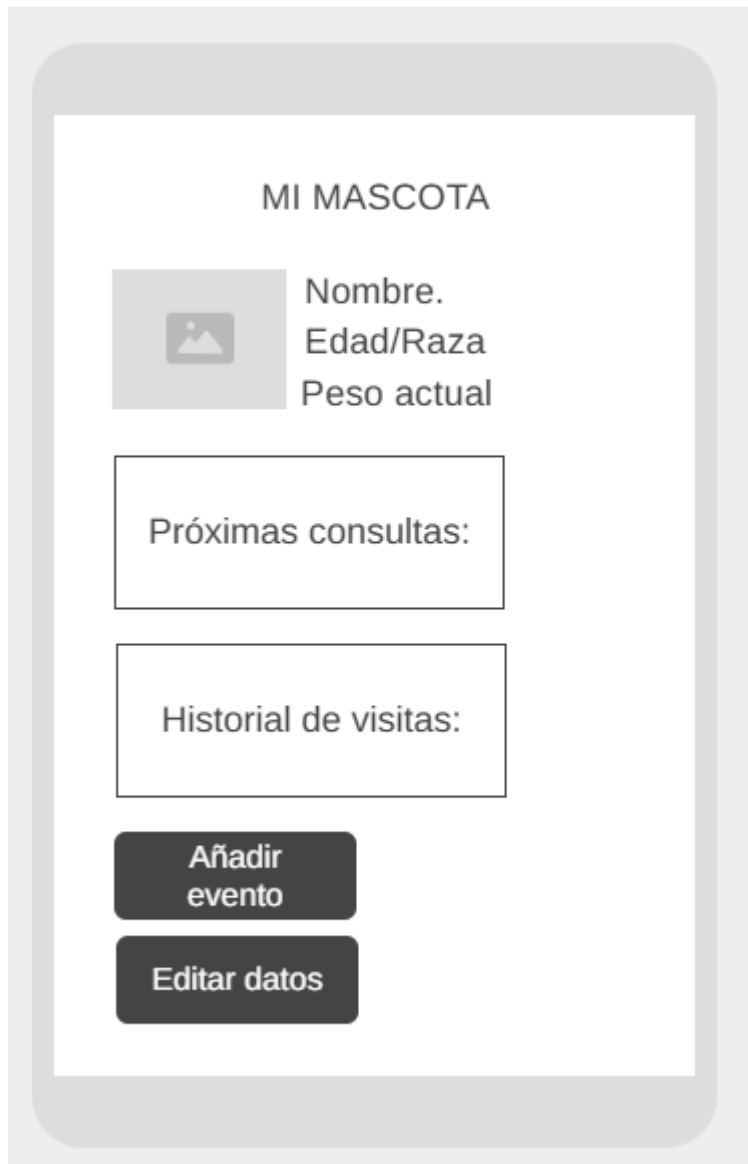 MI MASCOTA
Nombre.
Edad/Raza
Peso actual
Próximas consultas:
Historial de visitas:
Añadir
evento
Editar datos